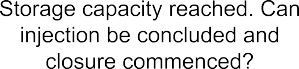 Storage capacity reached. Can
injection be concluded and
closure commenced?